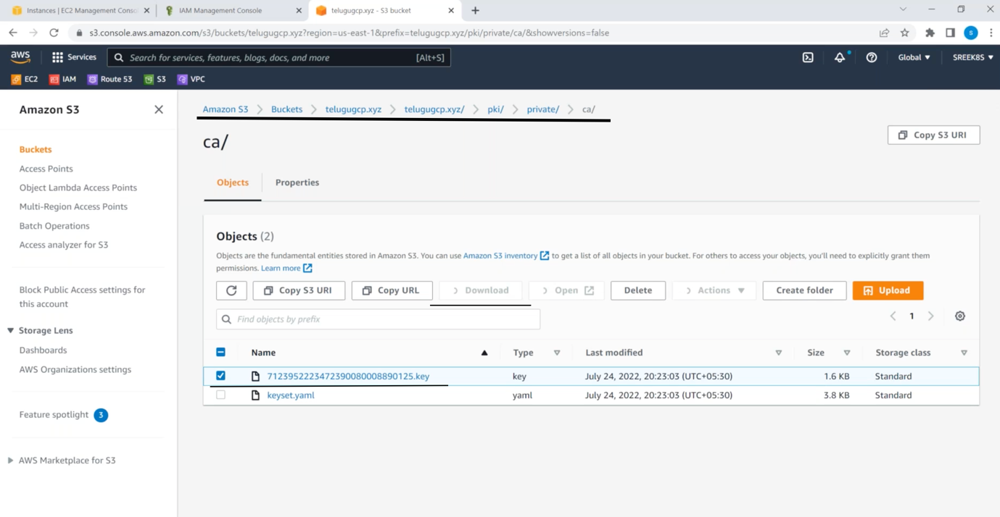 Instances | EC2 Management Conso
IAM Management Console
telugugcp.xyz - S3 bucket
s3.console.aws.amazon.com/s3/buckets/telugugcp.xyz?region=us-east-1&prefix=telugugcp.xyz/pki/private/ca/&showversions=false
S
aws
Services
Search for services, features, blogs, docs, and more
[Alt+S]
Global
SREEK8S
EC2
IAM
Route 53
S3
VPC
Amazon S3
Buckets
Access Points
Object Lambda Access Points
Multi-Region Access Points
Batch Operations
Access analyzer for S3
Block Public Access settings for
this account
Storage Lens
Dashboards
AWS Organizations settings
Feature spotlight 3
AWS Marketplace for S3
Amazon S3 > Buckets > telugugcp.xyz > telugugcp.xyz/ > pki/ > private/ > ca/
ca/
Copy S3 URI
Objects
Properties
Objects (2)
Objects are the fundamental entities stored in Amazon S3. You can use Amazon S3 inventory to get a list of all objects in your bucket. For others to access your objects, you'll need to explicitly grant them
permissions. Learn more
Copy S3 URI
Copy URL
Download
Open
Delete
Actions
Create folder
Upload
Find objects by prefix
1
Name Type Last modified Size Storage class
7123952223472390080008890125.key key July 24, 2022, 20:23:03 (UTC+05:30) 1.6 KB Standard
keyset.yaml yaml July 24, 2022, 20:23:03 (UTC+05:30) 3.8 KB Standard